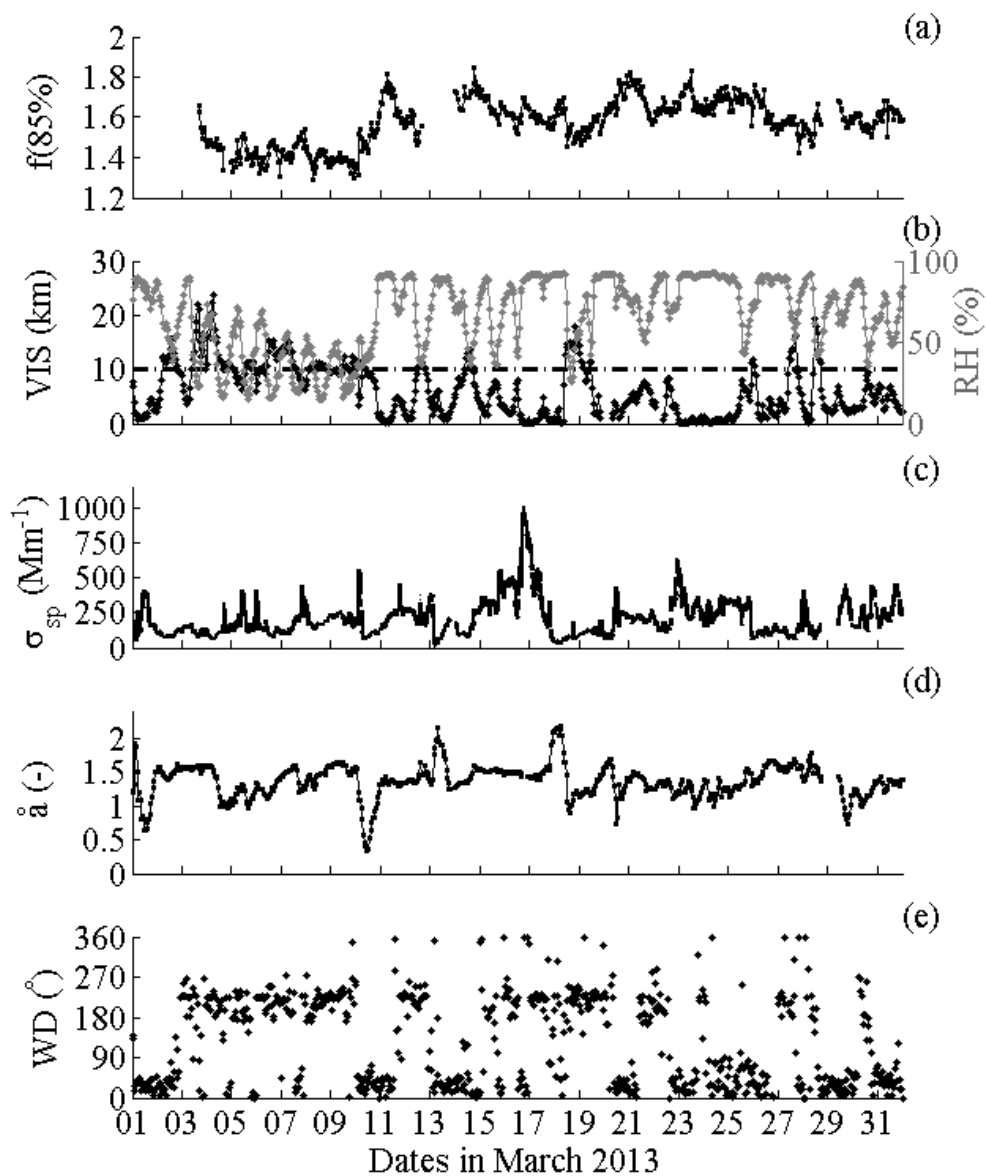 (a)
2
1.8
1.6
1.4
1.2
f(85%)
(b)
30
20
10
0
VIS (km)
100
50
0
RH (%)
(c)
1000
750
500
250
0
σsp (Mm-1)
(d)
2
1.5
1
0.5
0
å (-)
(e)
360
270
180
90
0
WD (Å)
01 03 05 07 09 11 13 15 17 19 21 23 25 27 29 31
Dates in March 2013